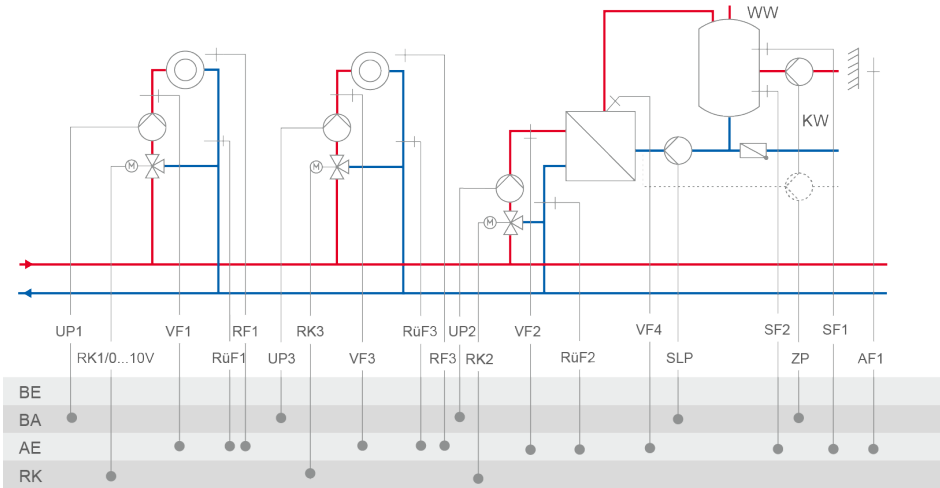 WW
KW
M
M
M
UP1 VF1 RF1 RK3 RüF3 UP2 VF2 VF4 SF2 SF1
RK1/0...10V RüF1 UP3 VF3 RF3 RK2 RüF2 SLP ZP AF1
BE
BA
AE
RK